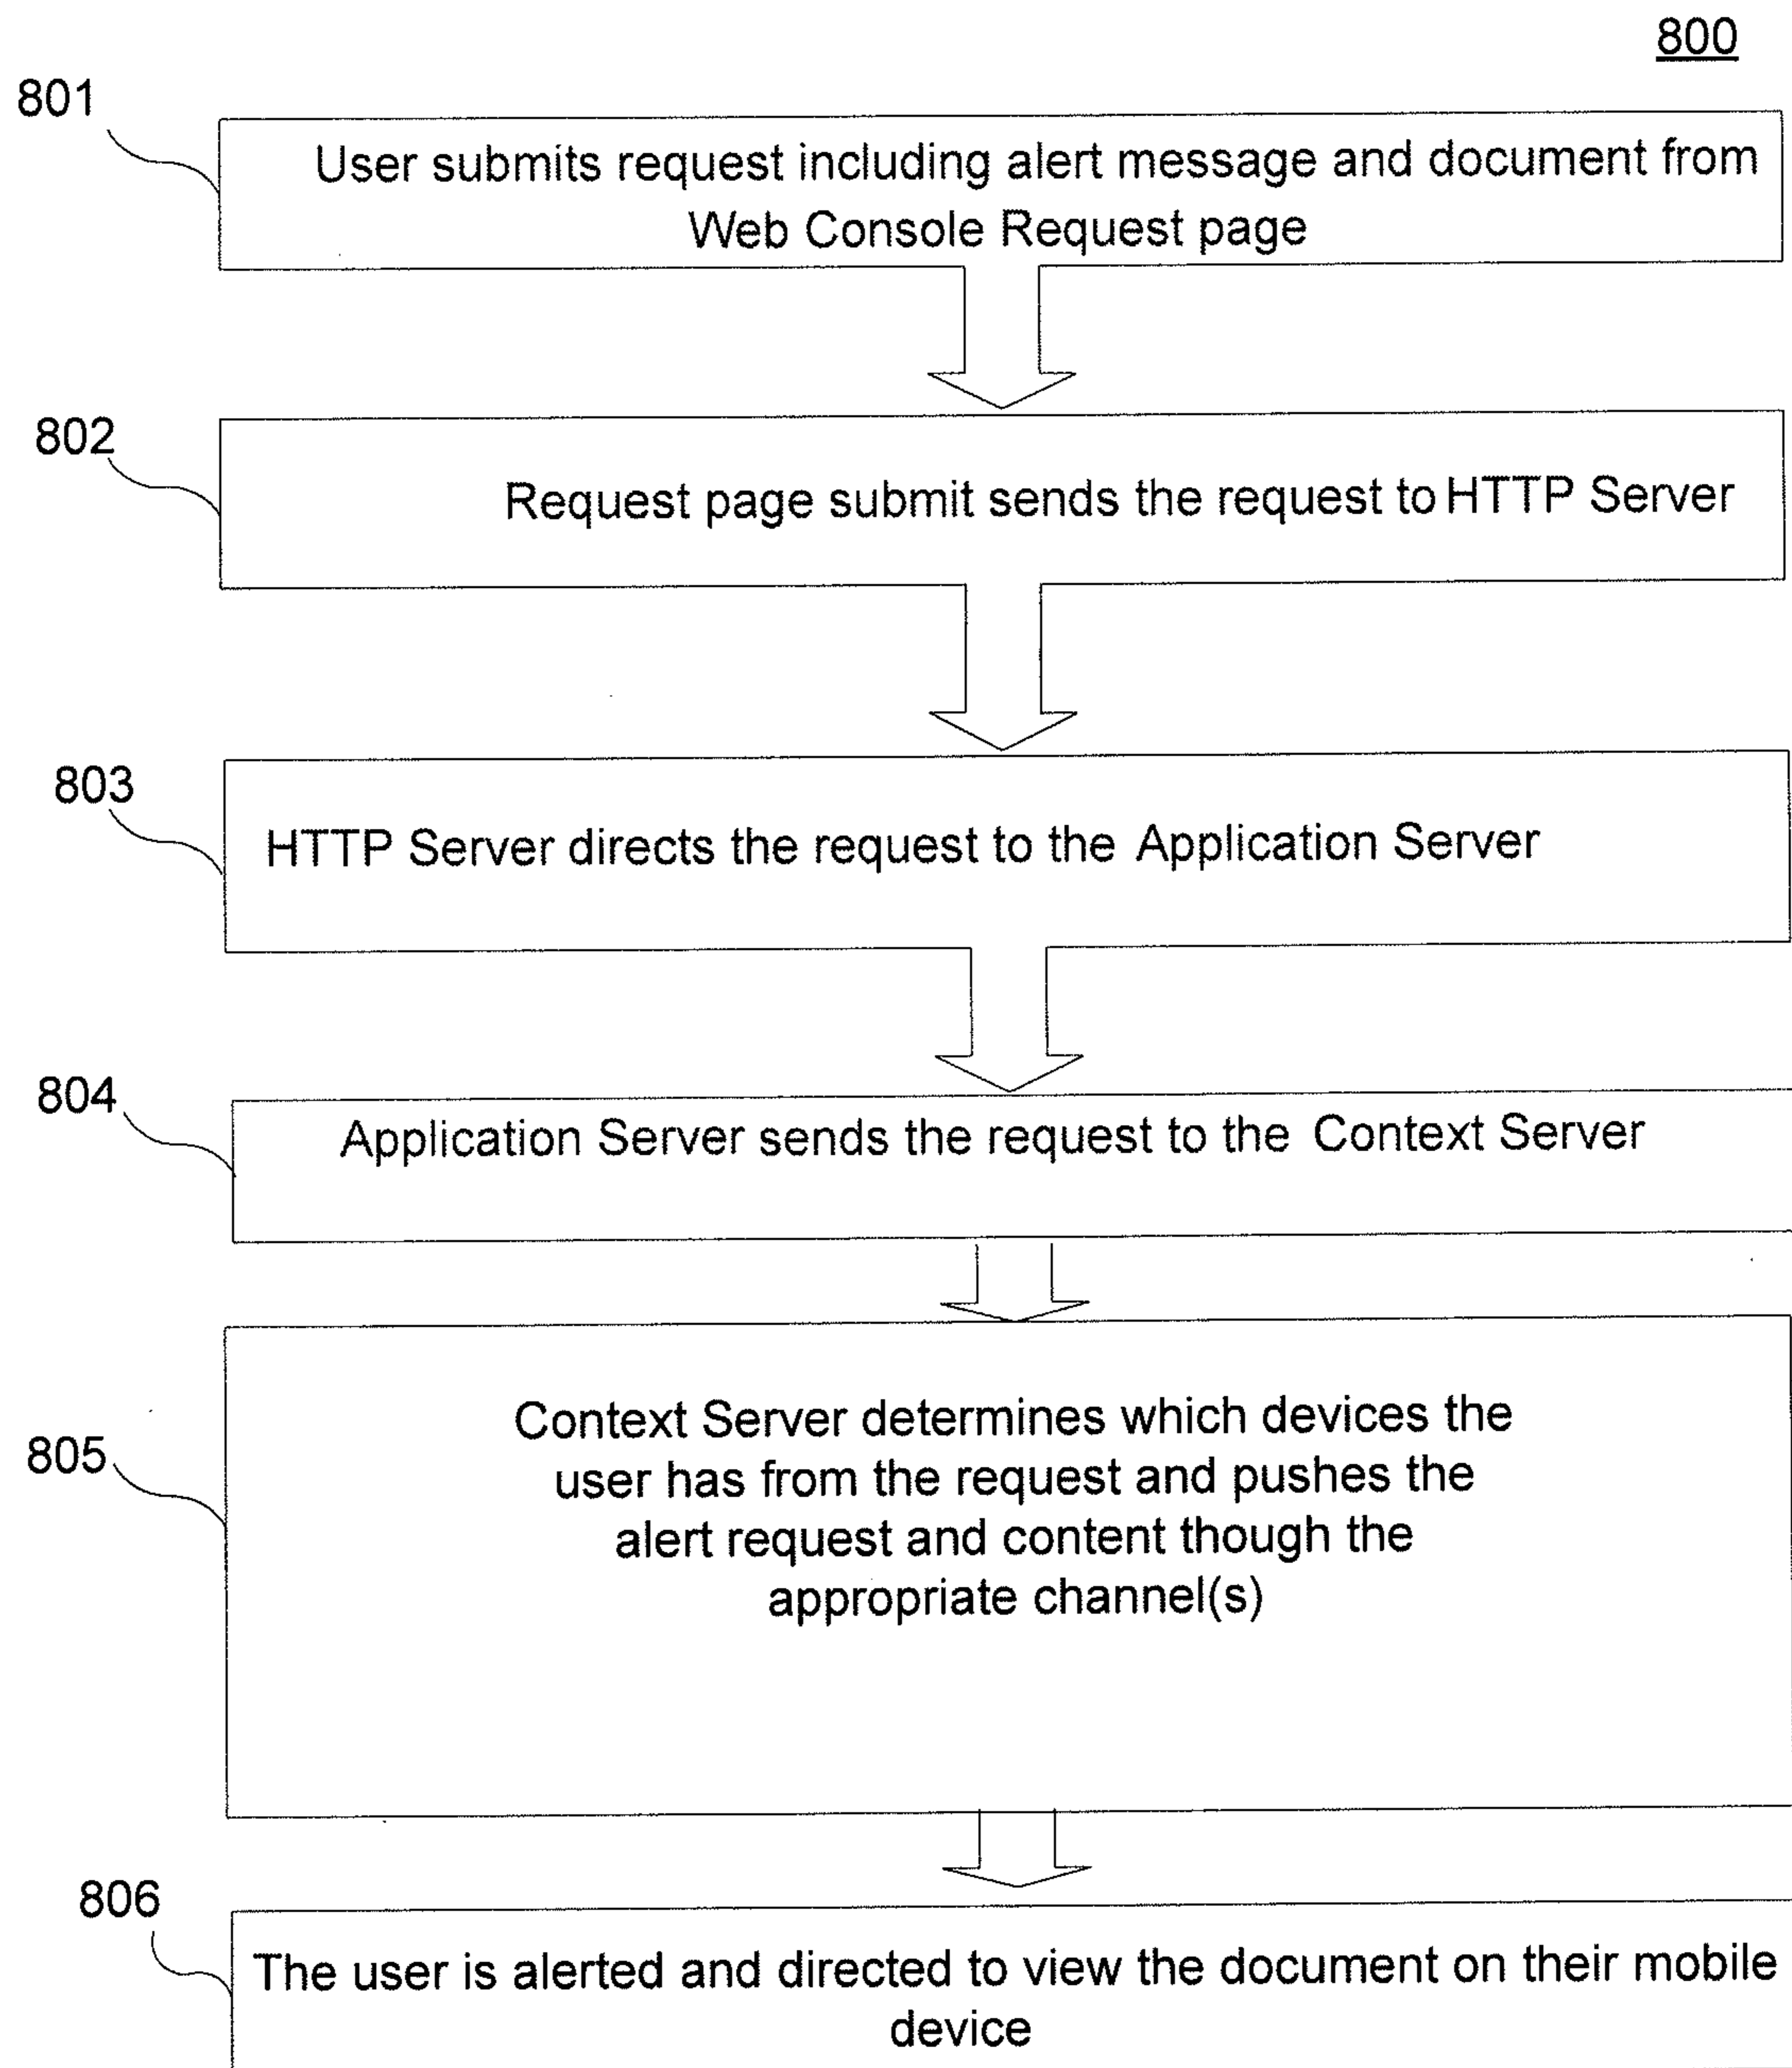 800
801
User submits request including alert message and document from
Web Console Request page
802
Request page submit sends the request to HTTP Server
803
HTTP Server directs the request to the Application Server
804
Application Server sends the request to the Context Server
805
Context Server determines which devices the
user has from the request and pushes the
alert request and content though the
appropriate channel(s)
806
The user is alerted and directed to view the document on their mobile
device